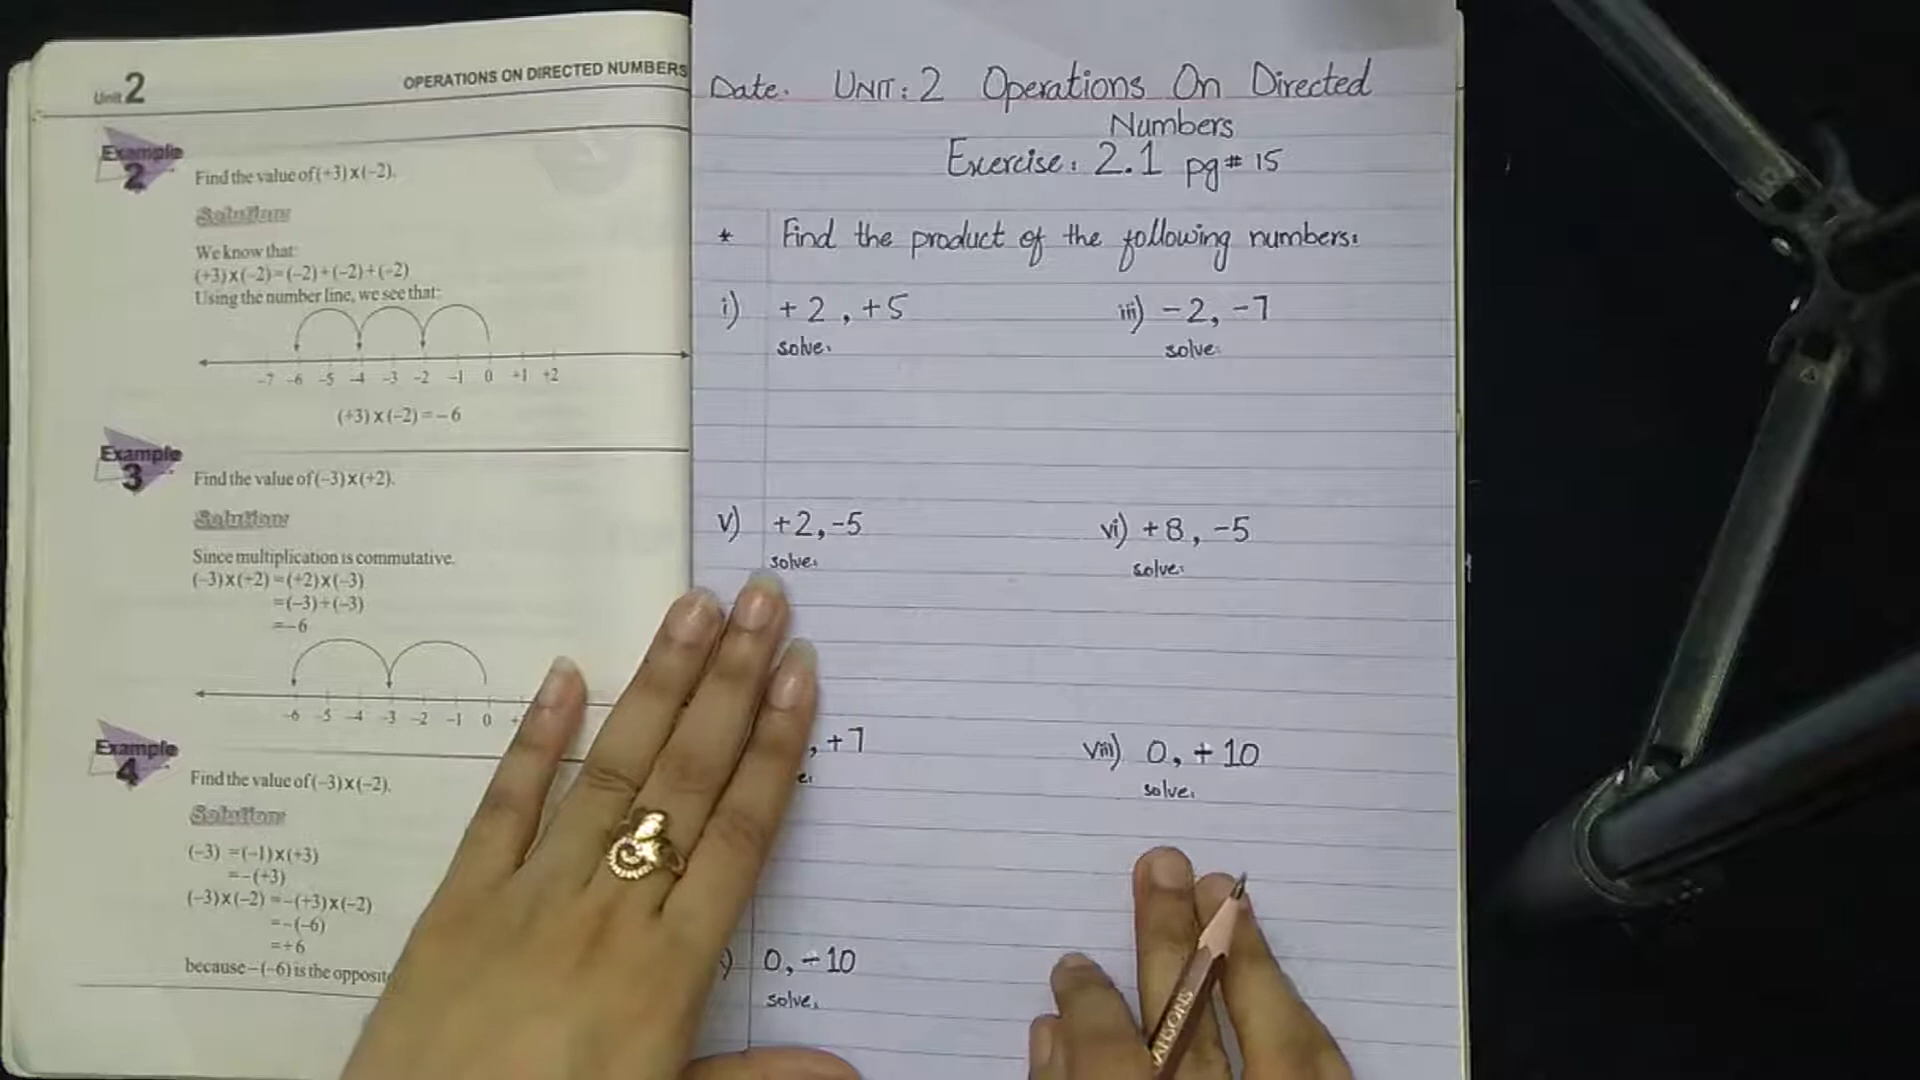 Unit 2
OPERATIONS ON DIRECTED NUMBERS
Example
2
Find the value of (+3)x(-2).
Solution:
We know that:
(+3)x(-2)=(-2)+(-2)+(-2)
Using the number line, we see that:
-7 -6 -5 -4 -3 -2 -1 0 +1 +2
(+3)x(-2)=-6
Example
3
Find the value of (-3)x(+2).
Solution:
Since multiplication is commutative.
(-3)x(+2)=(+2)x(-3)
=(-3)+(-3)
=-6
-6 -5 -4 -3 -2 -1 0
Example
4
Find the value of (-3)x(-2).
Solution:
(-3) =(-1)x(+3)
=-(+3)
(-3)x(-2) =-(+3)x(-2)
=-(-6)
=+6
because -(-6) is the
Date. UNIT: 2 Operations On Directed
Numbers
Exercise: 2.1 pg# 15
* Find the product of the following numbers:
i) +2, +5
solve:
iii) -2, -7
solve:
v) +2, -5
solve:
vi) +8, -5
solve:
, +7
viii) 0, +10
solve:
0, -10
solve:
MSONS